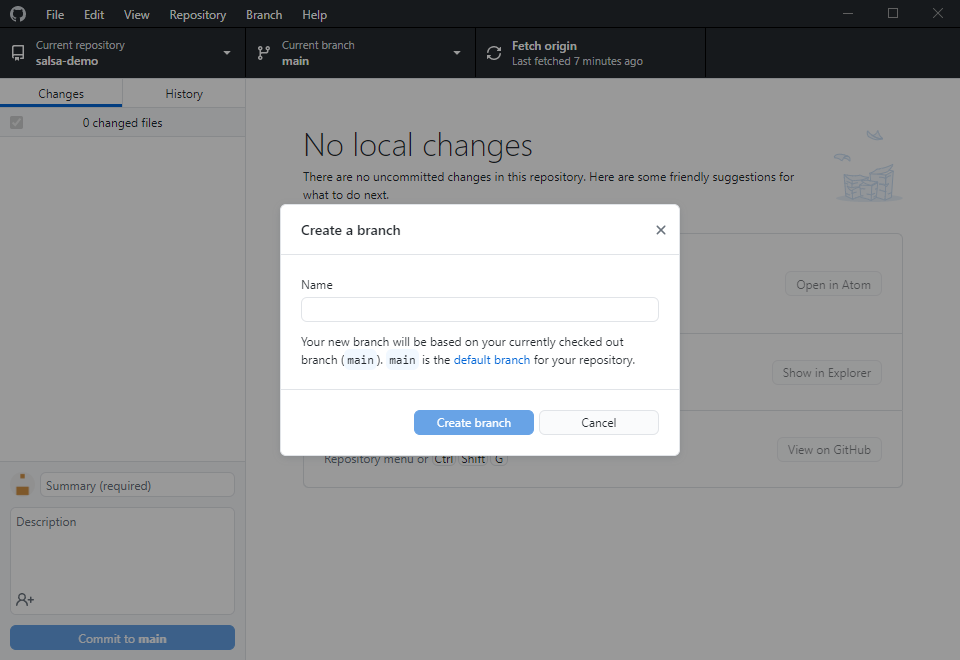 File Edit View Repository Branch Help
Current repository
salsa-demo
Current branch
main
Fetch origin
Last fetched 7 minutes ago
Changes History
0 changed files
No local changes
There are no uncommitted changes in this repository. Here are some friendly suggestions for
what to do next.
Open in Atom
Show in Explorer
View on GitHub
Repository menu or Ctrl Shift G
Create a branch
Name
Your new branch will be based on your currently checked out
branch (main). main is the default branch for your repository.
Create branch Cancel
Summary (required)
Description
Commit to main